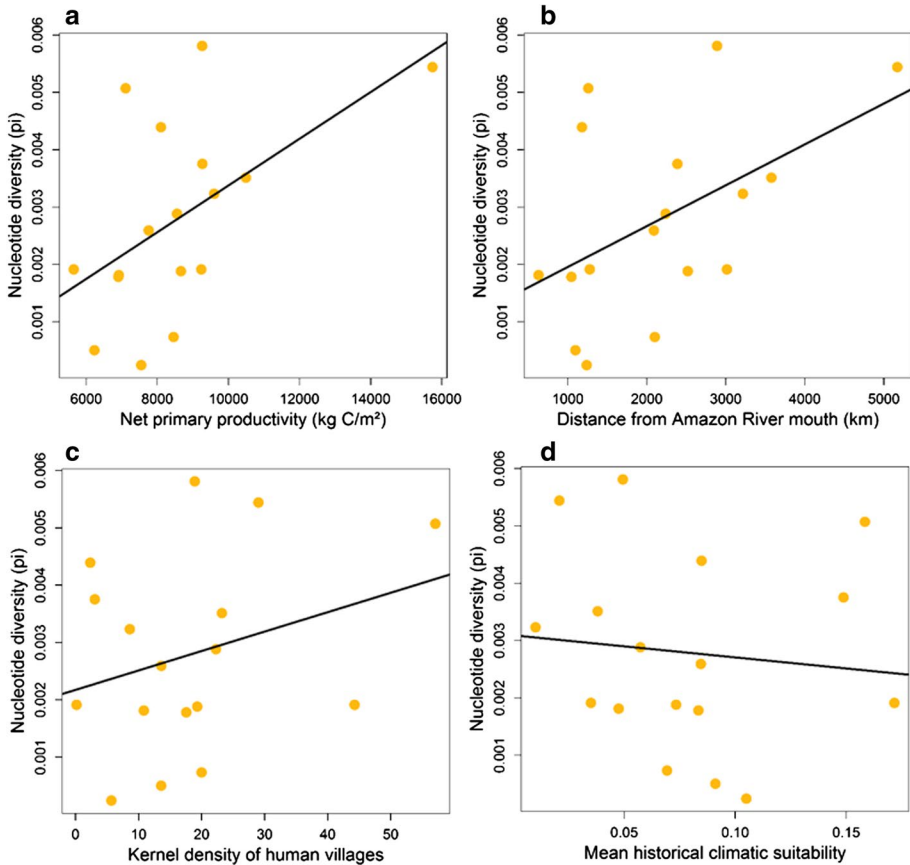 a
0.001 0.002 0.003 0.004 0.005 0.006
Nucleotide diversity (pi)
6000 8000 10000 12000 14000 16000
Net primary productivity (kg C/m²)
b
0.001 0.002 0.003 0.004 0.005 0.006
Nucleotide diversity (pi)
1000 2000 3000 4000 5000
Distance from Amazon River mouth (km)
c
0.001 0.002 0.003 0.004 0.005 0.006
Nucleotide diversity (pi)
0 10 20 30 40 50
Kernel density of human villages
d
0.001 0.002 0.003 0.004 0.005 0.006
Nucleotide diversity (pi)
0.05 0.10 0.15
Mean historical climatic suitability